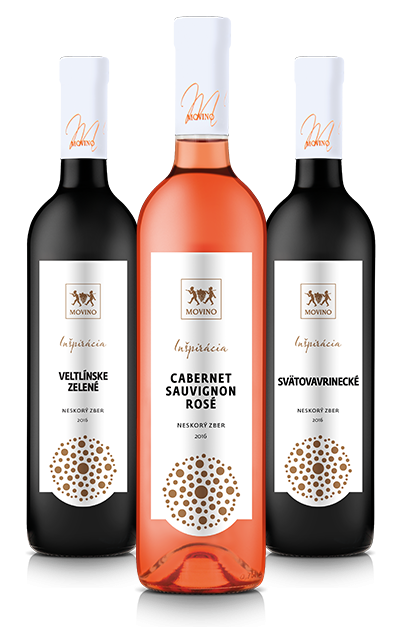 MOVINO
MOVINO
Inšpirácia
VELTLÍNSKE
ZELENÉ
NESKORÝ ZBER
2016
MOVINO
MOVINO
Inšpirácia
CABERNET
SAUVIGNON
ROSÉ
NESKORÝ ZBER
2016
MOVINO
MOVINO
Inšpirácia
SVÄTOVAVRINECKÉ
NESKORÝ ZBER
2016